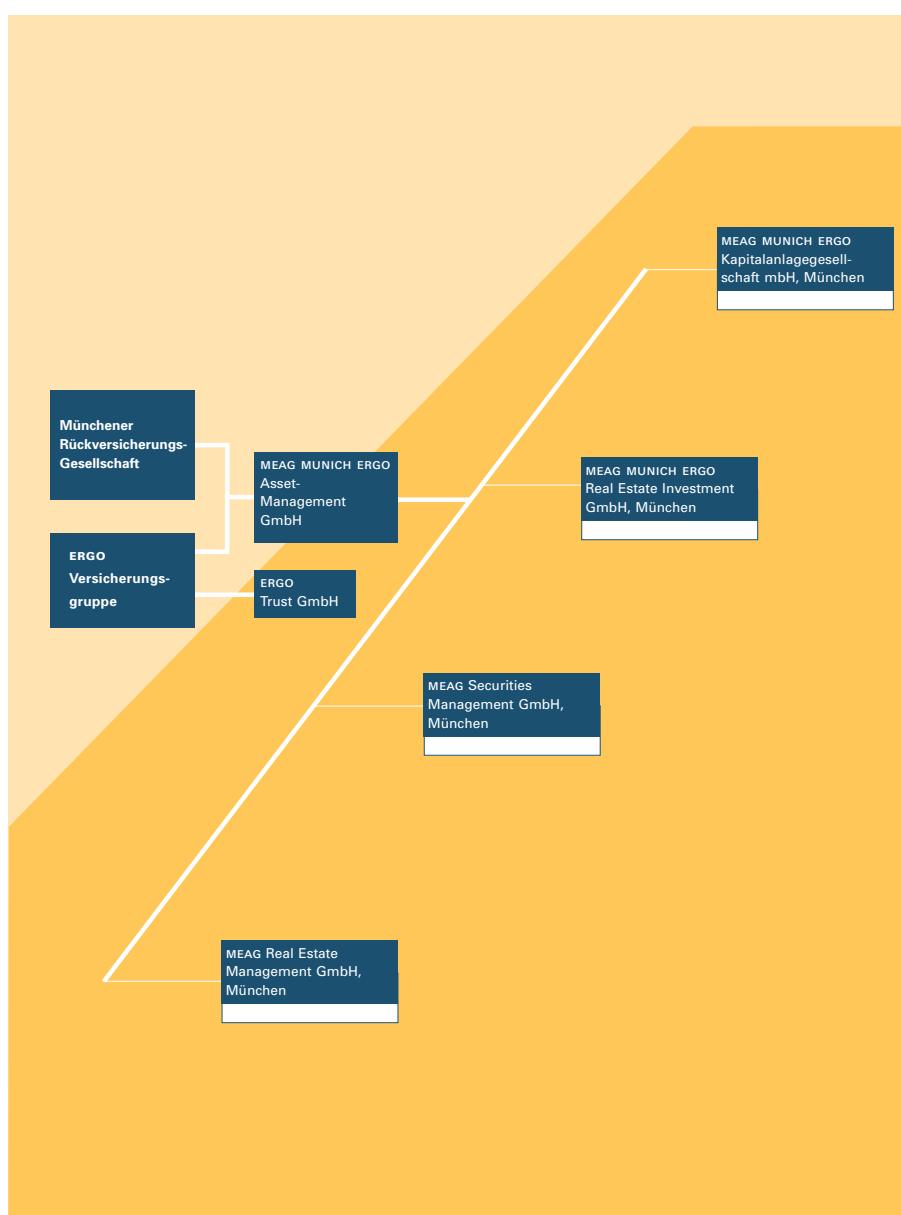 MEAG MUNICH ERGO
Kapitalanlagegesell-
schaft mbH, München
Münchener
Rückversicherungs-
Gesellschaft
MEAG MUNICH ERGO
Asset-
Management
GmbH
MEAG MUNICH ERGO
Real Estate Investment
GmbH, München
ERGO
Versicherungs-
gruppe
ERGO
Trust GmbH
MEAG Securities
Management GmbH,
München
MEAG Real Estate
Management GmbH,
München